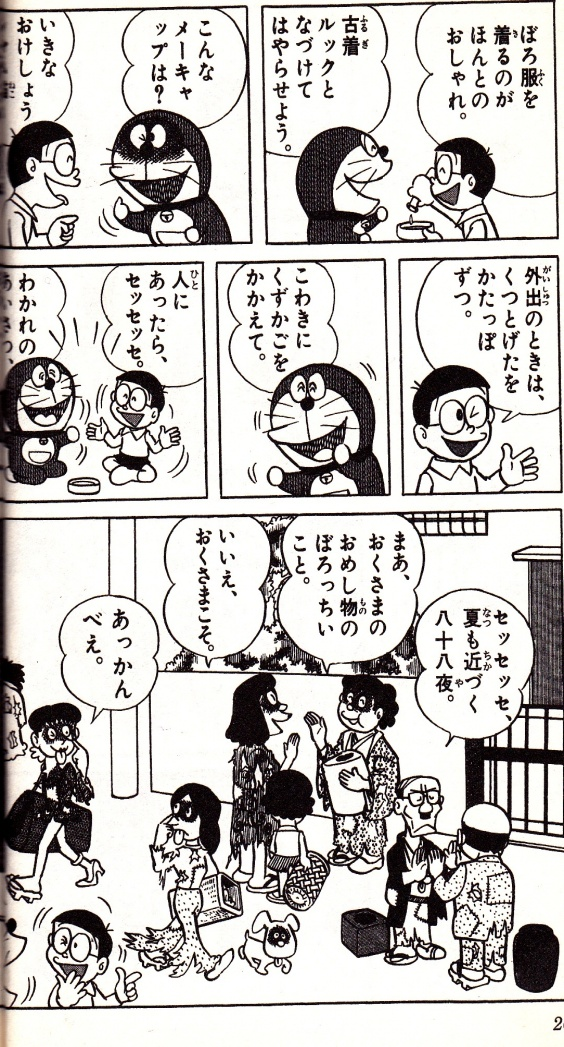 ぼろ服を
着るのが
ほんとの
おしゃれ。
古着
ルックと
なづけて
はやらせよう。
こんな
メーキャ
ップは?
いきな
おけしょう
外出のときは、
くつとげたを
かたっぽ
ずつ。
こわきに
くずかごを
かかえて。
人に
あったら、
セッセッセ。
わかれの
あいさつ、
セッセッセ、
夏も近づく
八十八夜。
まあ、
おくさまの
おめし物の
ぼろっちい
こと。
いいえ、
おくさまこそ。
あっかん
べえ。